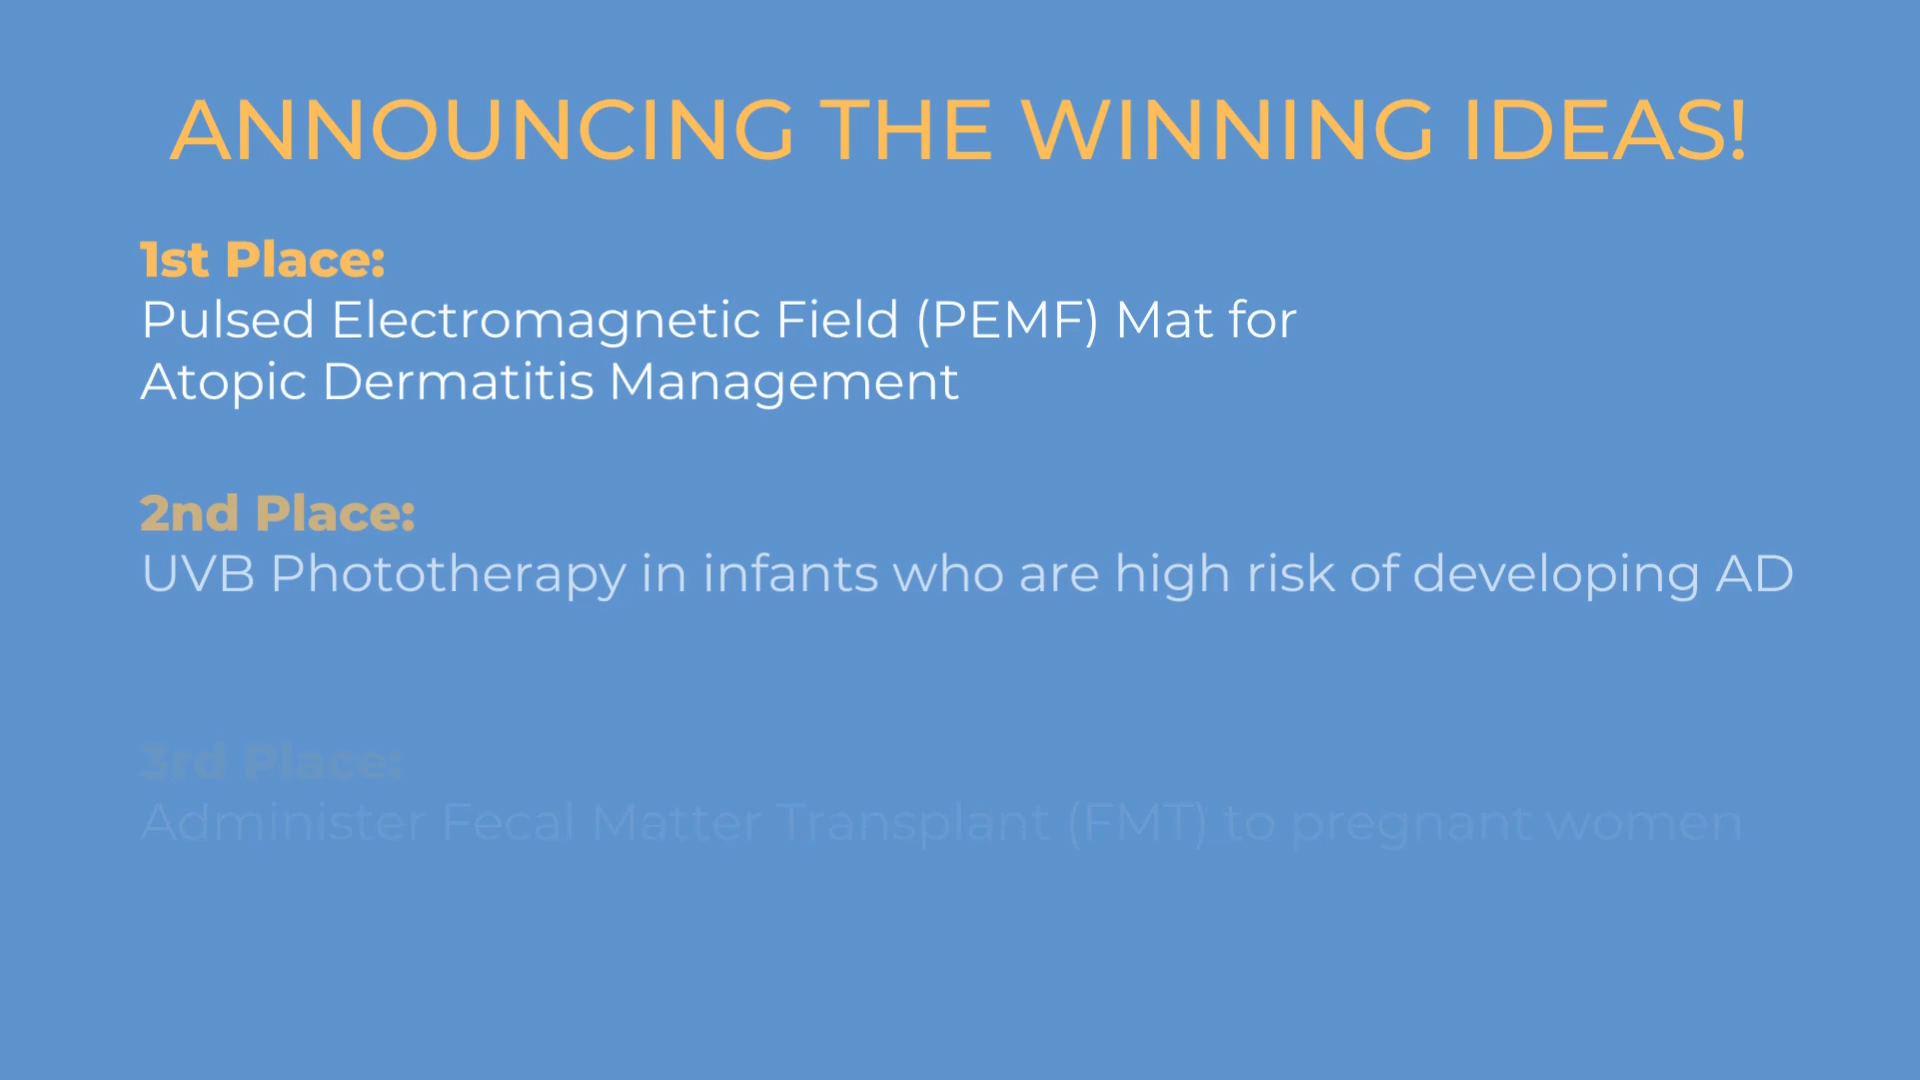 ANNOUNCING THE WINNING IDEAS!
1st Place:
Pulsed Electromagnetic Field (PEMF) Mat for
Atopic Dermatitis Management
2nd Place:
UVB Phototherapy in infants who are high risk of developing AD
3rd Place:
Administer Fecal Matter Transplant (FMT) to pregnant women